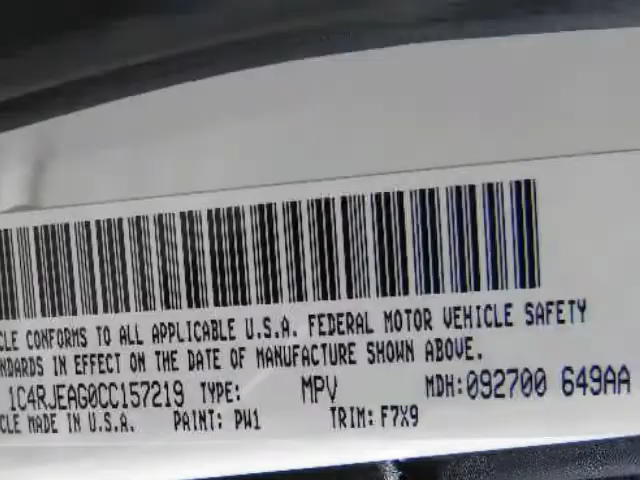 CLE CONFORMS TO ALL APPLICABLE U.S.A. FEDERAL MOTOR VEHICLE SAFETY
NDARDS IN EFFECT ON THE DATE OF MANUFACTURE SHOWN ABOVE.
1C4RJEAG0CC157219 TYPE: MPV MDH:092700 649AA
CLE MADE IN U.S.A. PAINT: PW1 TRIM: F7X9